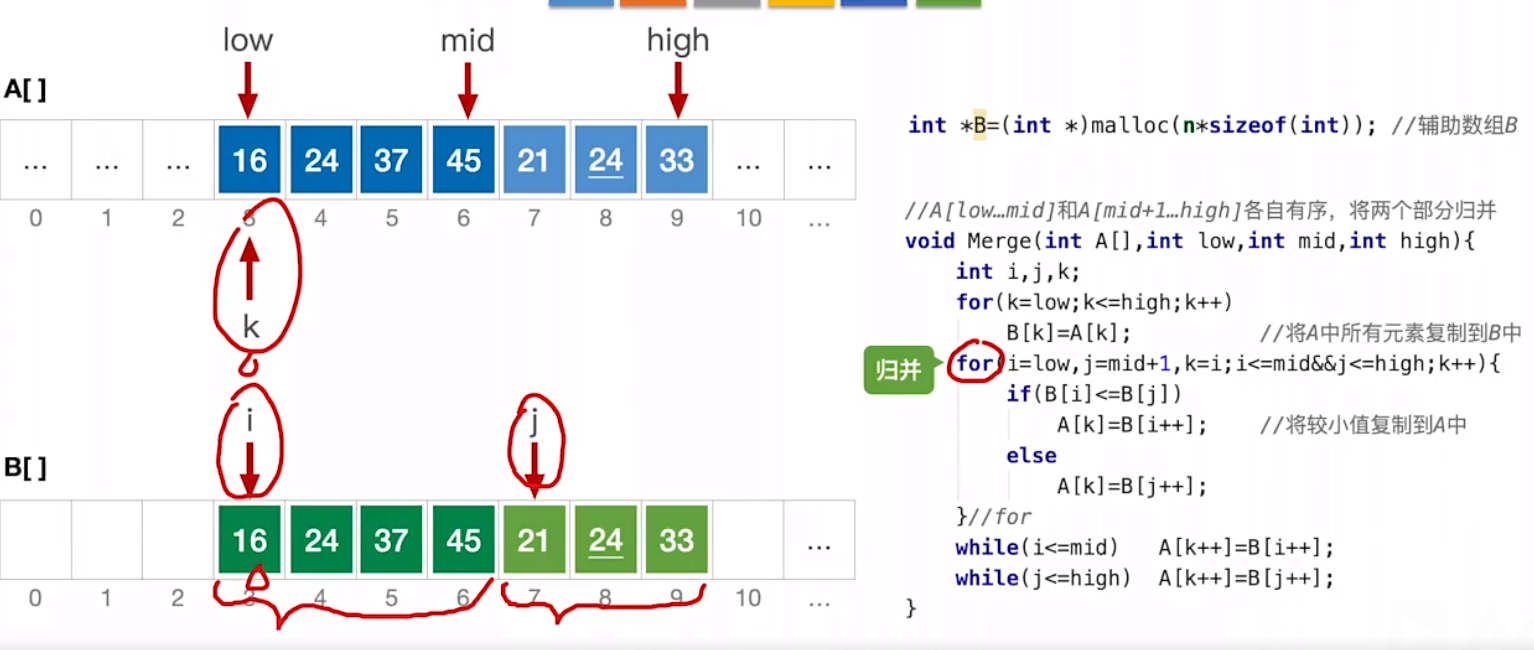 low mid high
A[ ]
… … … 16 24 37 45 21 24 33 … …
0 1 2 3 4 5 6 7 8 9 10 …
k
i j
B[ ]
16 24 37 45 21 24 33 …
0 1 2 3 4 5 6 7 8 9 10 …
int *B=(int *)malloc(n*sizeof(int)); //辅助数组B
//A[low…mid]和A[mid+1…high]各自有序，将两个部分归并
void Merge(int A[],int low,int mid,int high){
int i,j,k;
for(k=low;k<=high;k++)
B[k]=A[k]; //将A中所有元素复制到B中
归并 for(i=low,j=mid+1,k=i;i<=mid&&j<=high;k++){
if(B[i]<=B[j])
A[k]=B[i++]; //将较小值复制到A中
else
A[k]=B[j++];
}//for
while(i<=mid) A[k++]=B[i++];
while(j<=high) A[k++]=B[j++];
}